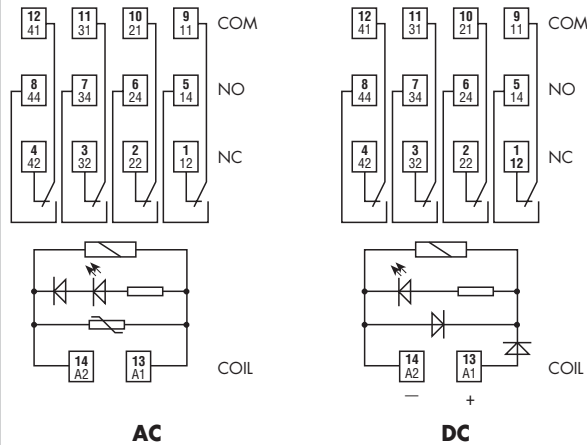 12 11 10 9 COM
41 31 21 11
8 7 6 5 NO
44 34 24 14
4 3 2 1 NC
42 32 22 12
14 13 COIL
A2 A1
AC
12 11 10 9 COM
41 31 21 11
8 7 6 5 NO
44 34 24 14
4 3 2 1 NC
42 32 22 12
14 13 COIL
A2 A1
— +
DC